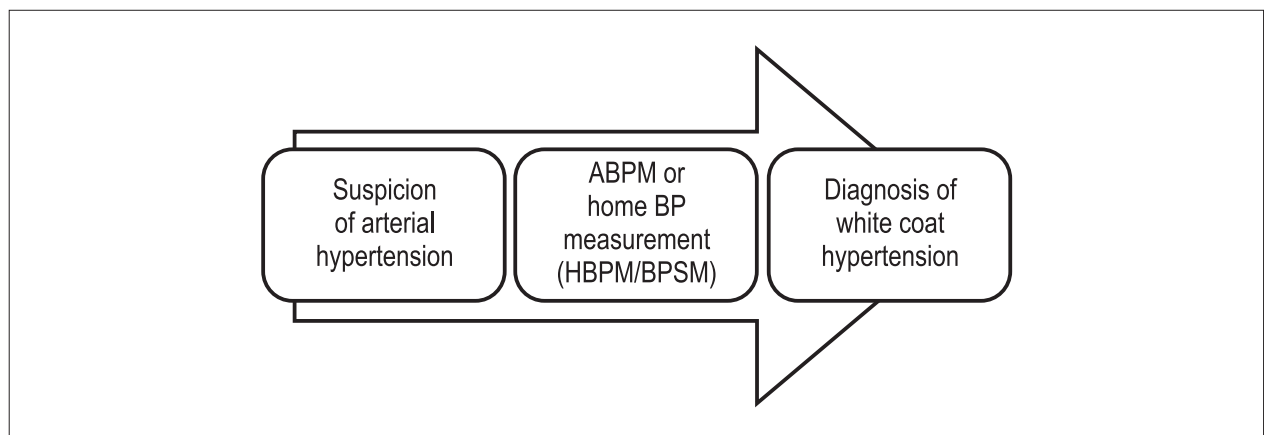 Suspicion
of arterial
hypertension
ABPM or
home BP
measurement
(HBPM/BPSM)
Diagnosis of
white coat
hypertension